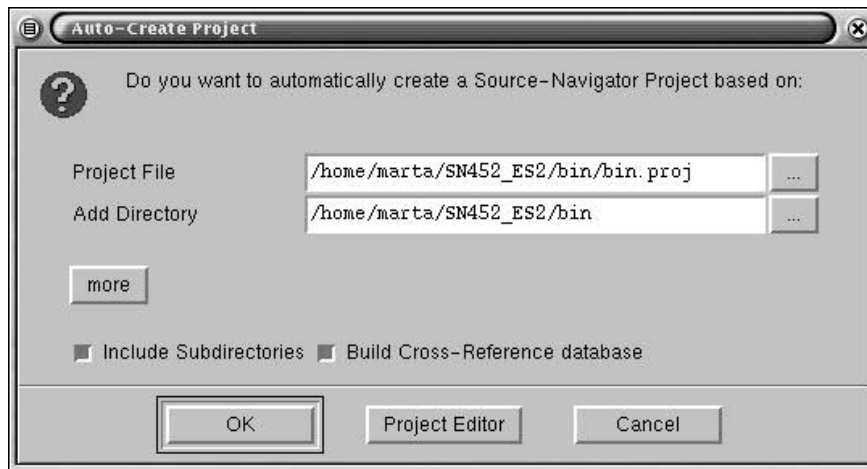 Auto-Create Project
Do you want to automatically create a Source-Navigator Project based on:
Project File /home/marta/SN452_ES2/bin/bin.proj ...
Add Directory /home/marta/SN452_ES2/bin ...
more
Include Subdirectories Build Cross-Reference database
OK Project Editor Cancel